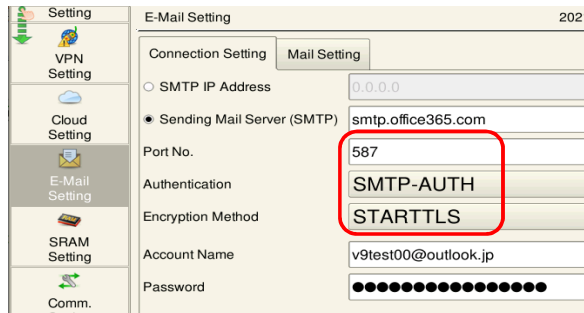 Setting
E-Mail Setting
202
VPN
Setting
Connection Setting
Mail Setting
SMTP IP Address
0.0.0.0
Cloud
Setting
Sending Mail Server (SMTP)
smtp.office365.com
Port No.
587
E-Mail
Setting
Authentication
SMTP-AUTH
Encryption Method
STARTTLS
SRAM
Setting
Account Name
v9test00@outlook.jp
Password
●●●●●●●●●●●●●●●●
Comm.